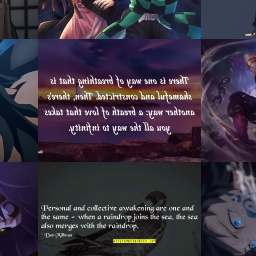 There is one way of breathing that is
shameful and constricted. Then, there's
another way: a breath of love that takes
you all the way to infinity.
Personal and collective awakening are one and
the same - when a raindrop joins the sea, the sea
also merges with the raindrop.
Dan Millman